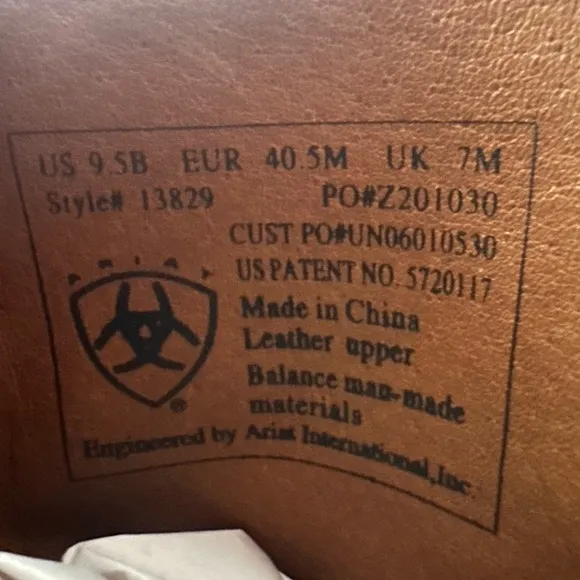 US 9.5B EUR 40.5M UK 7M
Style# 13829 PO#Z201030
CUST PO#UN06010530
US PATENT NO. 5720117
ARIAT
Made in China
Leather upper
Balance man-made
materials
®
Engineered by Ariat International,Inc.